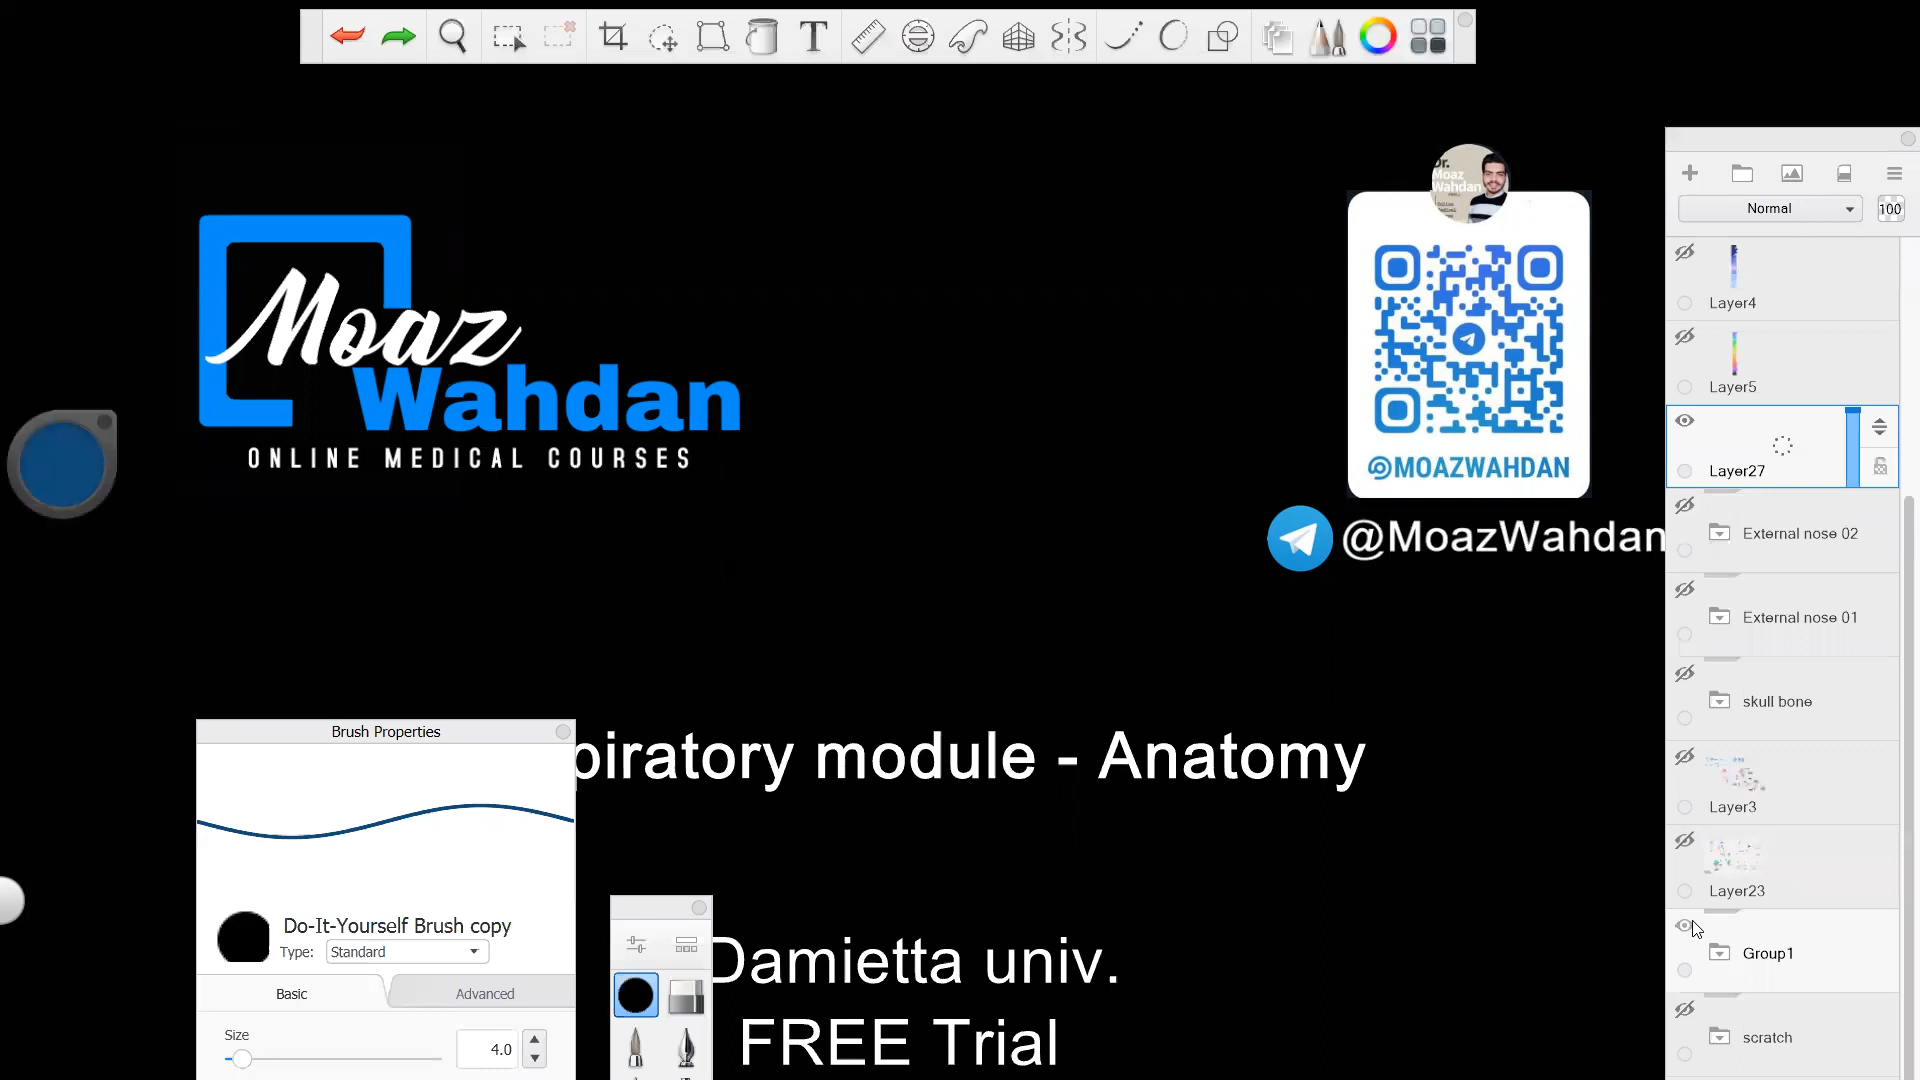 T
Dr.
Moaz
Wahdan
Normal
100
Layer4
Moaz
Layer5
Wahdan
Layer27
ONLINE MEDICAL COURSES
@MOAZWAHDAN
@MoazWahdan
External nose 02
External nose 01
skull bone
Brush Properties
piratory module - Anatomy
Layer3
Layer23
Do-It-Yourself Brush copy
Type: Standard
Damietta univ.
Group1
Basic
Advanced
Size
4.0
FREE Trial
scratch